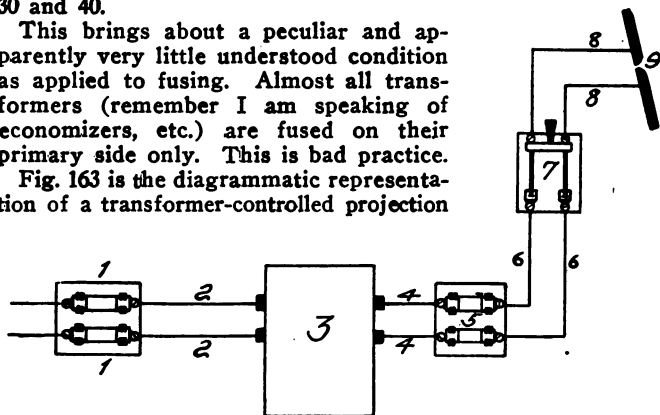 30 and 40.
This brings about a peculiar and ap-
parently very little understood condition
as applied to fusing. Almost all trans-
formers (remember I am speaking of
economizers, etc.) are fused on their
primary side only. This is bad practice.
Fig. 163 is the diagrammatic representa-
tion of a transformer-controlled projection
8
9
8
7
6 6
1
2
4
3
5
2
4
1